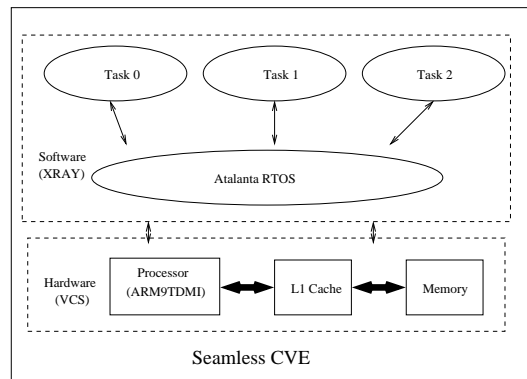 Task 0
Task 1
Task 2
Software
(XRAY)
Atalanta RTOS
Hardware
(VCS)
Processor
(ARM9TDMI)
L1 Cache
Memory
Seamless CVE